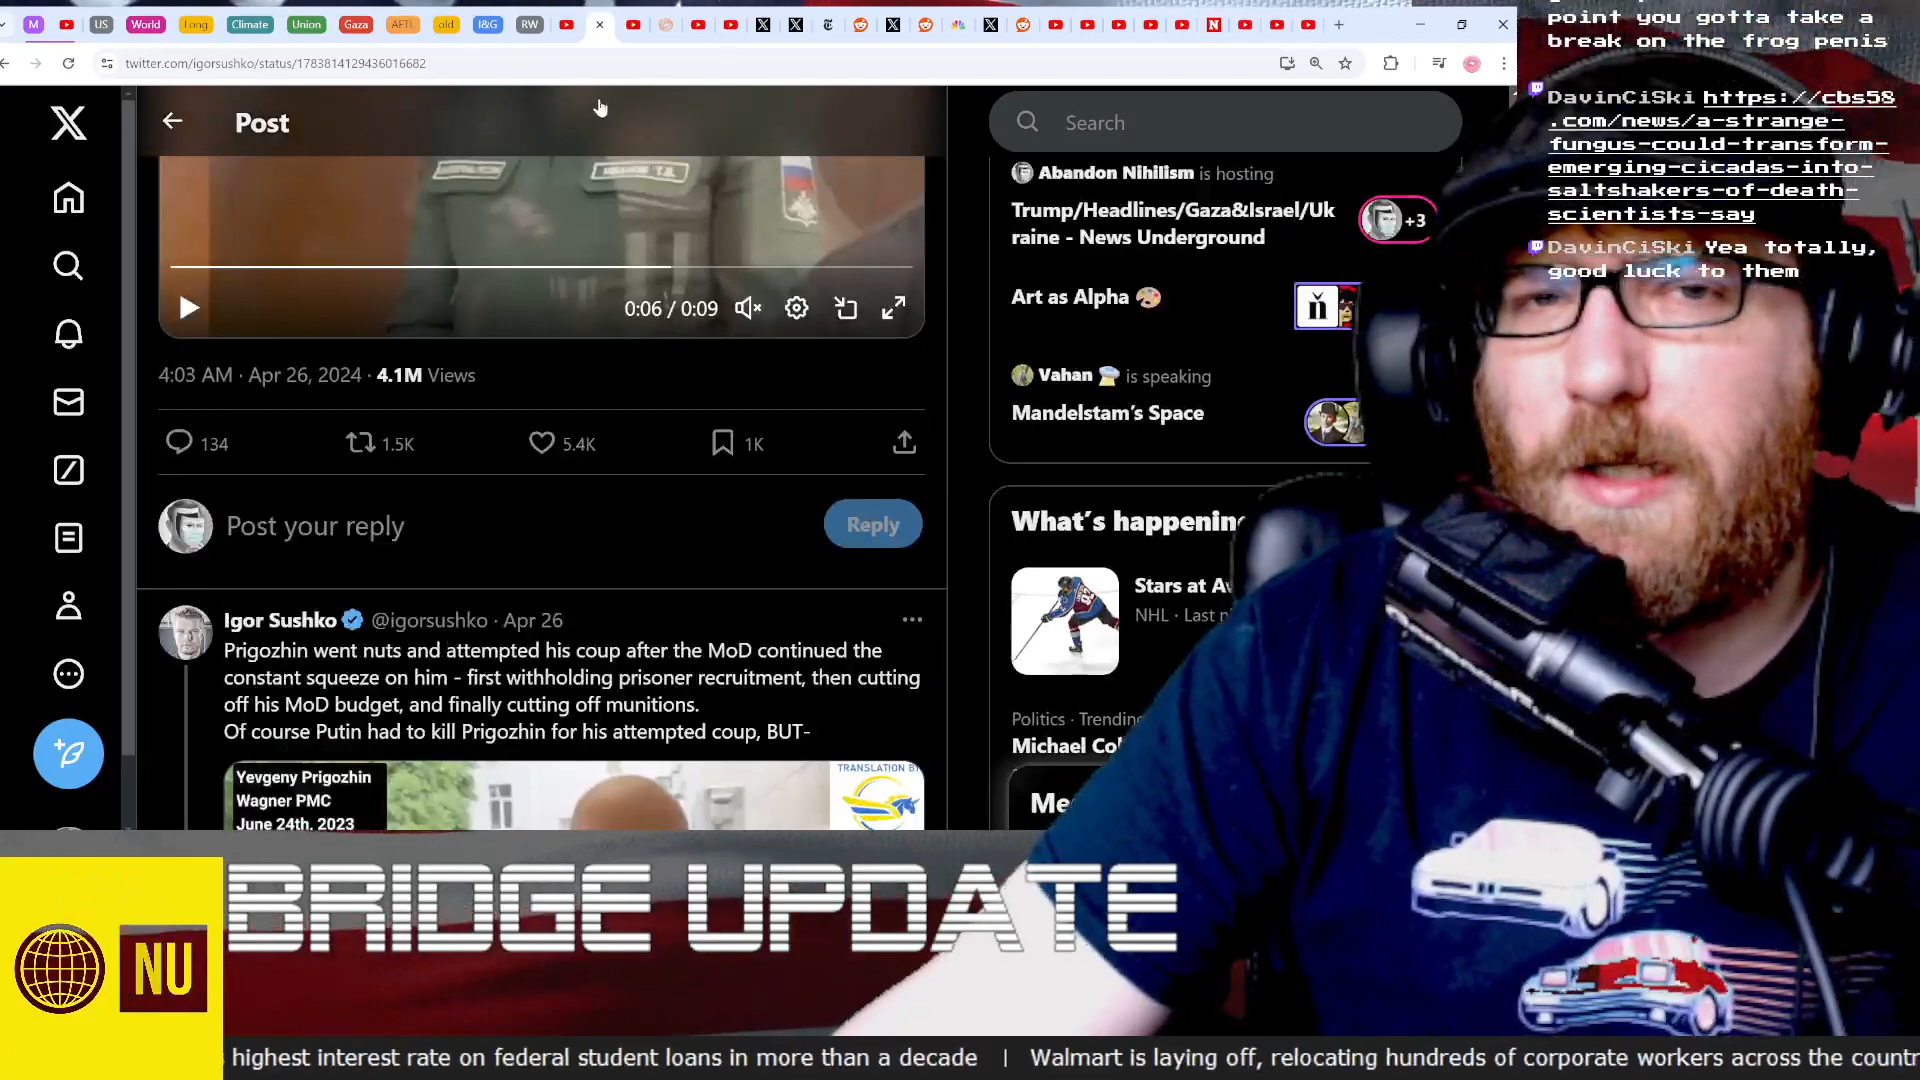 M
US
World
Long
Climate
Union
Gaza
AFTL
old
I&G
RW
twitter.com/igorsushko/status/1783814129436016682
Post
0:06 / 0:09
4:03 AM · Apr 26, 2024 · 4.1M Views
134
1.5K
5.4K
1K
Post your reply
Reply
Igor Sushko @igorsushko · Apr 26
Prigozhin went nuts and attempted his coup after the MoD continued the
constant squeeze on him - first withholding prisoner recruitment, then cutting
off his MoD budget, and finally cutting off munitions.
Of course Putin had to kill Prigozhin for his attempted coup, BUT-
Yevgeny Prigozhin
Wagner PMC
June 24th, 2023
TRANSLATION BY
Search
Abandon Nihilism is hosting
Trump/Headlines/Gaza&Israel/Uk
raine - News Underground
+3
Art as Alpha
Vahan is speaking
Mandelstam's Space
What's happenin
Stars at Av
NHL · Last n
Politics · Trending
Michael Co
Me
point you gotta take a
break on the frog penis
DavinCiSki https://cbs58
.com/news/a-strange-
fungus-could-transform-
emerging-cicadas-into-
saltshakers-of-death-
scientists-say
DavinCiSki Yea totally,
good luck to them
BRIDGE UPDATE
NU
highest interest rate on federal student loans in more than a decade | Walmart is laying off, relocating hundreds of corporate workers across the countr